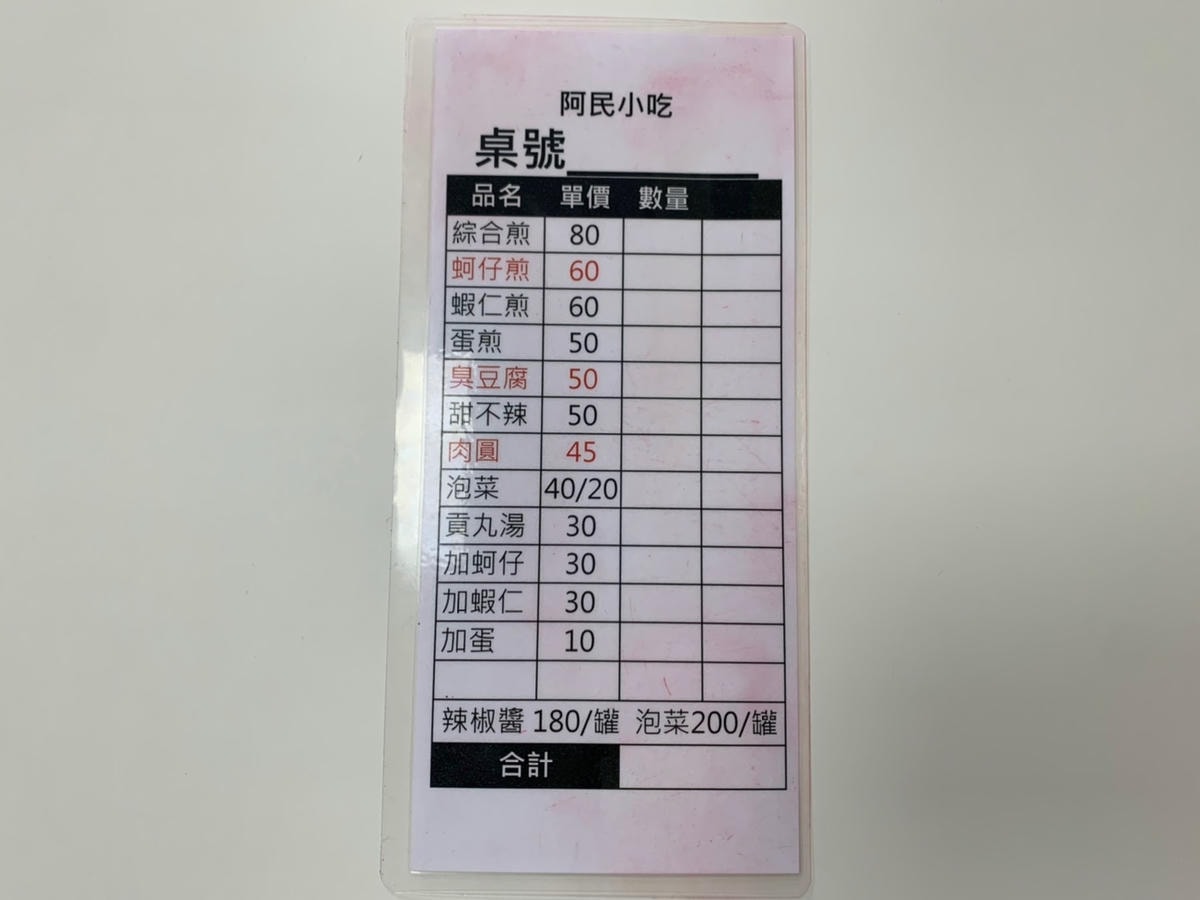 阿民小吃
桌號
品名 單價 數量
綜合煎 80
蚵仔煎 60
蝦仁煎 60
蛋煎 50
臭豆腐 50
甜不辣 50
肉圓 45
泡菜 40/20
貢丸湯 30
加蚵仔 30
加蝦仁 30
加蛋 10
辣椒醬 180/罐 泡菜200/罐
合計